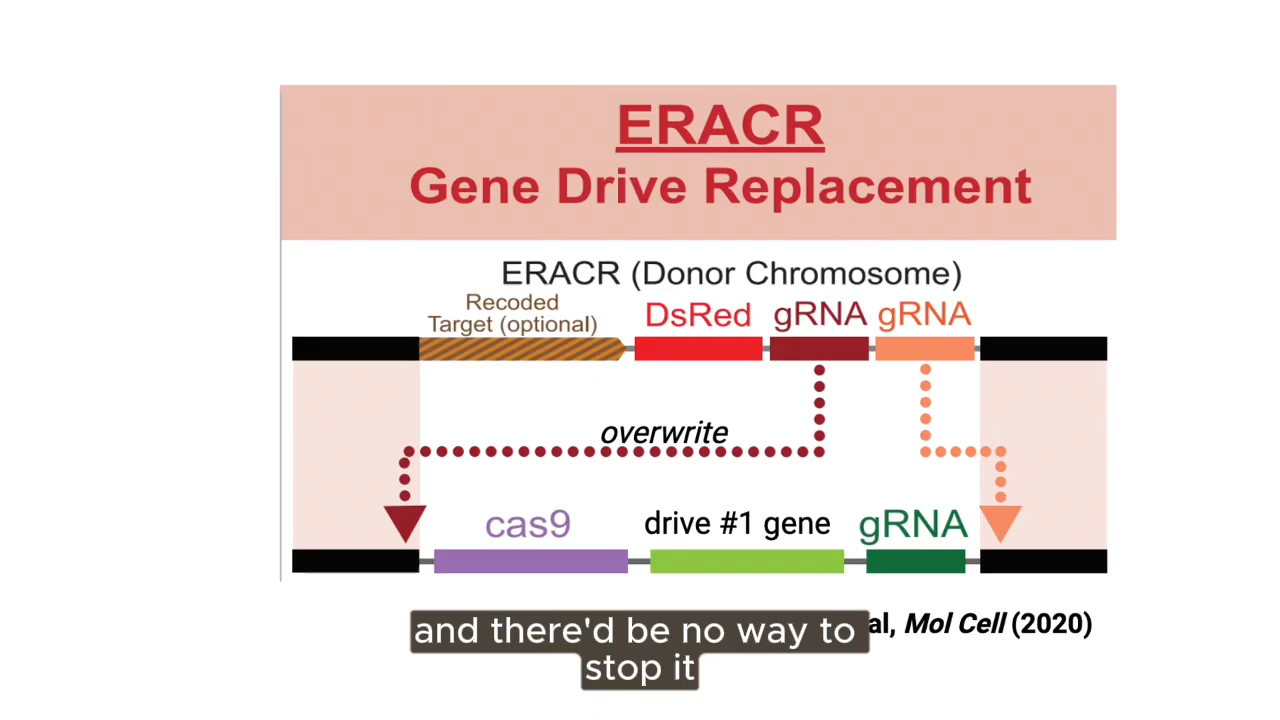 ERACR
Gene Drive Replacement
ERACR (Donor Chromosome)
Recoded
Target (optional)
DsRed gRNA gRNA
overwrite
cas9 drive #1 gene gRNA
al, Mol Cell (2020)
and there'd be no way to
stop it